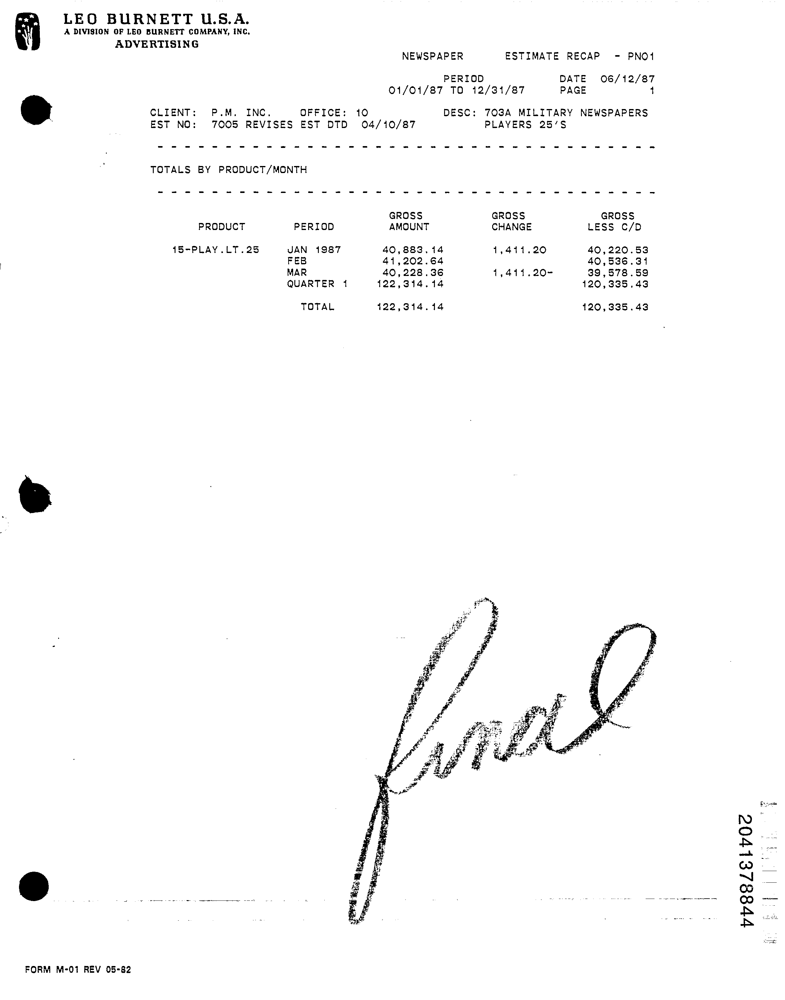 LEO BURNETT U.S.A.
A DIVISION OF LEO BURNETT COMPANY, INC.
ADVERTISING
NEWSPAPER ESTIMATE RECAP - PN01
PERIOD DATE 06/12/87
01/01/87 TO 12/31/87 PAGE 1
CLIENT: P.M. INC. OFFICE: 10 DESC: 703A MILITARY NEWSPAPERS
EST NO: 7005 REVISES EST DTD 04/10/87 PLAYERS 25'S
TOTALS BY PRODUCT/MONTH
GROSS GROSS GROSS
PRODUCT PERIOD AMOUNT CHANGE LESS C/D
15-PLAY.LT.25 JAN 1987 40,883.14 1,411.20 40,220.53
FEB 41,202.64 40,536.31
MAR 40,228.36 1,411.20- 39,578.59
QUARTER 1 122,314.14 120,335.43
TOTAL 122,314.14 120,335.43
final
2041378844
FORM M-01 REV 05-82